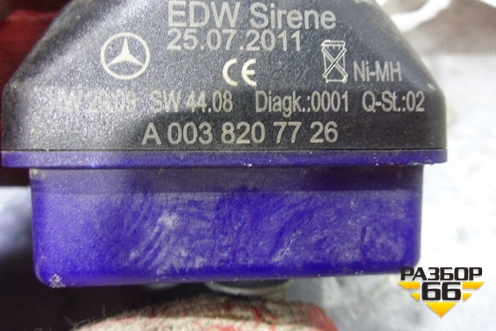 EDW Sirene
25.07.2011
CE Ni-MH
SW 44.08 Diagk.:0001 Q-St.:02
A 003 820 77 26
РАЗБОР
66